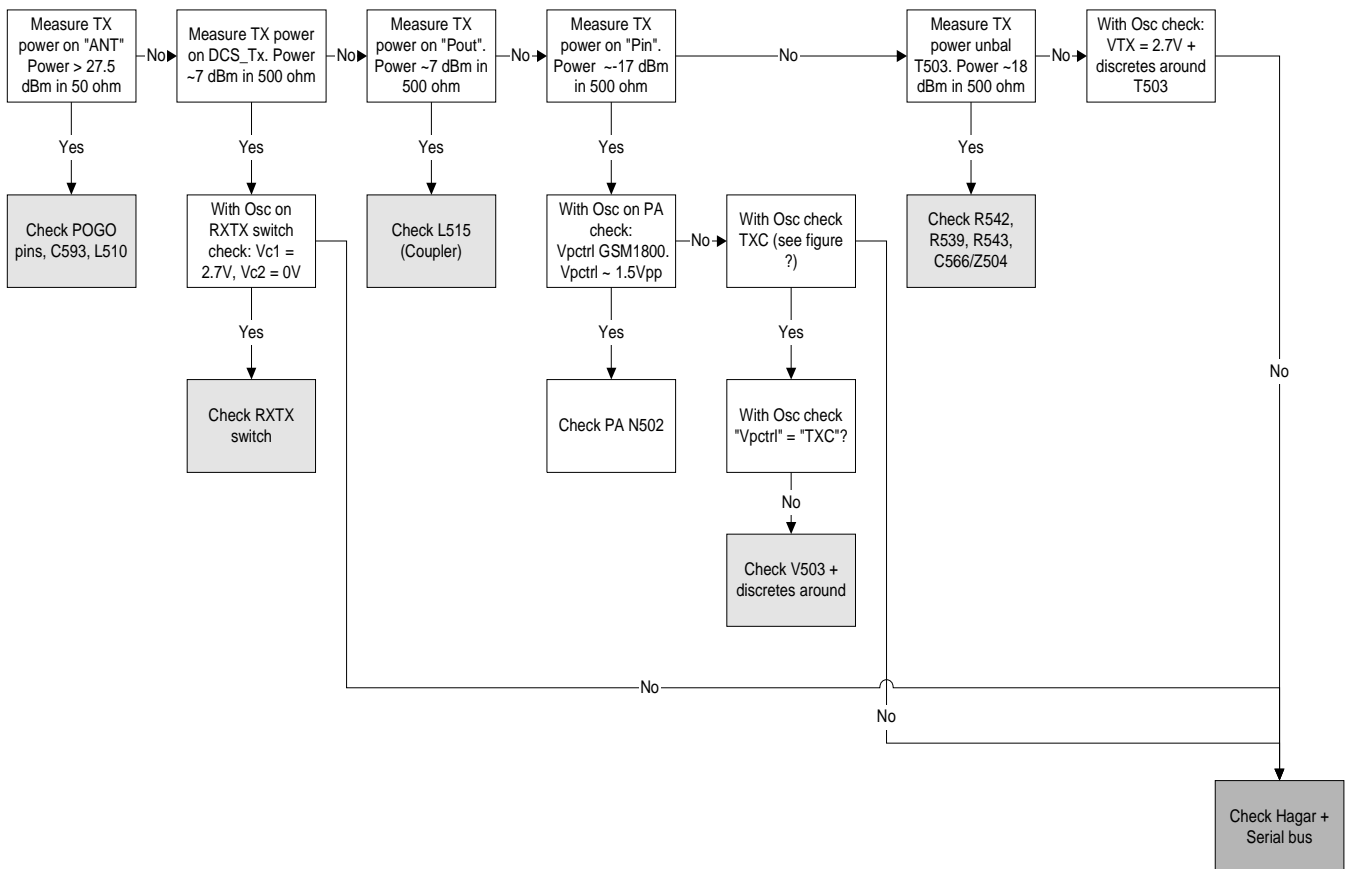 Measure TX
power on "ANT"
Power > 27.5
dBm in 50 ohm
No
Measure TX power
on DCS_Tx. Power
~7 dBm in 500 ohm
No
Measure TX
power on "Pout".
Power ~7 dBm in
500 ohm
No
Measure TX
power on "Pin".
Power ~-17 dBm
in 500 ohm
No
Measure TX
power unbal
T503. Power ~18
dBm in 500 ohm
No
With Osc check:
VTX = 2.7V +
discretes around
T503
Yes
Yes
Yes
Yes
Yes
Check POGO
pins, C593, L510
With Osc on
RXTX switch
check: Vc1 =
2.7V, Vc2 = 0V
Check L515
(Coupler)
With Osc on PA
check:
Vpctrl GSM1800.
Vpctrl ~ 1.5Vpp
No
With Osc check
TXC (see figure
?)
Check R542,
R539, R543,
C566/Z504
Yes
Yes
Yes
No
Check RXTX
switch
Check PA N502
With Osc check
"Vpctrl" = "TXC"?
No
Check V503 +
discretes around
No
No
Check Hagar +
Serial bus